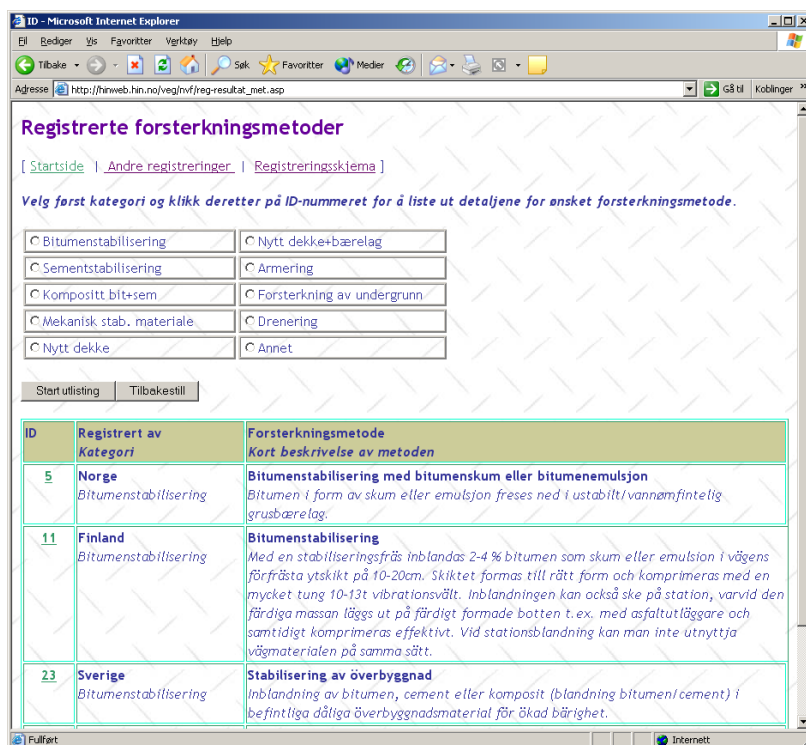 ID - Microsoft Internet Explorer
Fil Rediger Vis Favoritter Verktøy Hjelp
Tilbake Søk Favoritter Medier
Adresse http://hinweb.hin.no/veg/nvf/reg-resultat_met.asp Gå til Koblinger »
Registrerte forsterkningsmetoder
[ Startside | Andre registreringer | Registreringsskjema ]
Velg først kategori og klikk deretter på ID-nummeret for å liste ut detaljene for ønsket forsterkningsmetode.
Bitumenstabilisering Nytt dekke+bærelag
Sementstabilisering Armering
Kompositt bit+sem Forsterkning av undergrunn
Mekanisk stab. materiale Drenering
Nytt dekke Annet
Start utlisting Tilbakestill
ID Registrert av Forsterkningsmetode
Kategori Kort beskrivelse av metoden
5 Norge Bitumenstabilisering med bitumenskum eller bitumenemulsjon
Bitumenstabilisering Bitumen i form av skum eller emulsjon freses ned i ustabilt/vannømfintelig
grusbærelag.
11 Finland Bitumenstabilisering
Bitumenstabilisering Med en stabiliseringsfräs inblandas 2-4 % bitumen som skum eller emulsion i vägens
förfrästa ytskikt på 10-20cm. Skiktet formas till rätt form och komprimeras med en
mycket tung 10-13t vibrationsvält. Inblandningen kan också ske på station, varvid den
färdiga massan läggs ut på färdigt formade botten t.ex. med asfaltutläggare och
samtidigt komprimeras effektivt. Vid stationsblandning kan man inte utnyttja
vägmaterialen på samma sätt.
23 Sverige Stabilisering av överbyggnad
Bitumenstabilisering Inblandning av bitumen, cement eller komposit (blandning bitumen/cement) i
befintliga dåliga överbyggnadsmaterial för ökad bärighet.
Fullført Internett